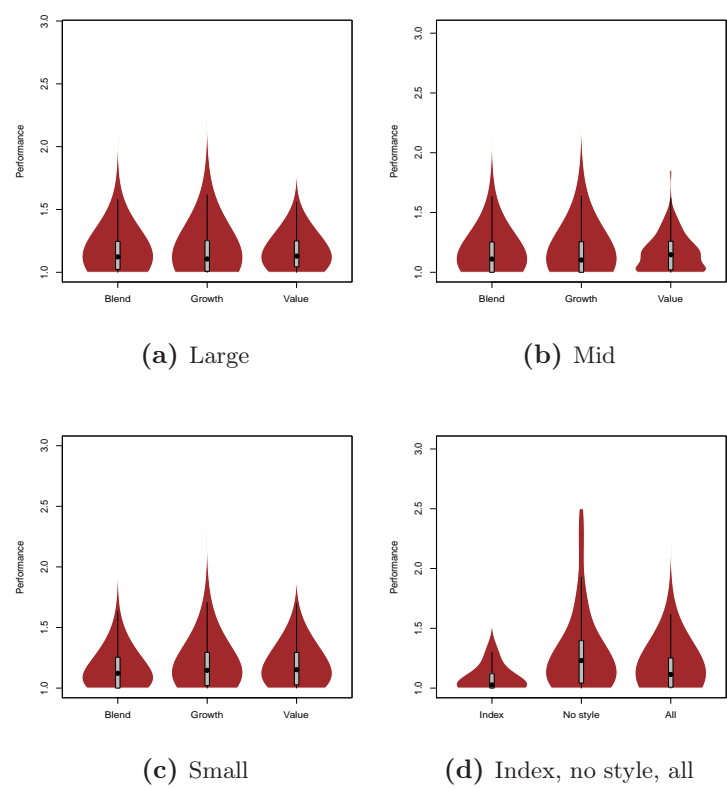 3.0
2.5
2.0
1.5
1.0
Performance
Blend Growth Value
(a) Large
3.0
2.5
2.0
1.5
1.0
Performance
Blend Growth Value
(b) Mid
3.0
2.5
2.0
1.5
1.0
Performance
Blend Growth Value
(c) Small
3.0
2.5
2.0
1.5
1.0
Performance
Index No style All
(d) Index, no style, all